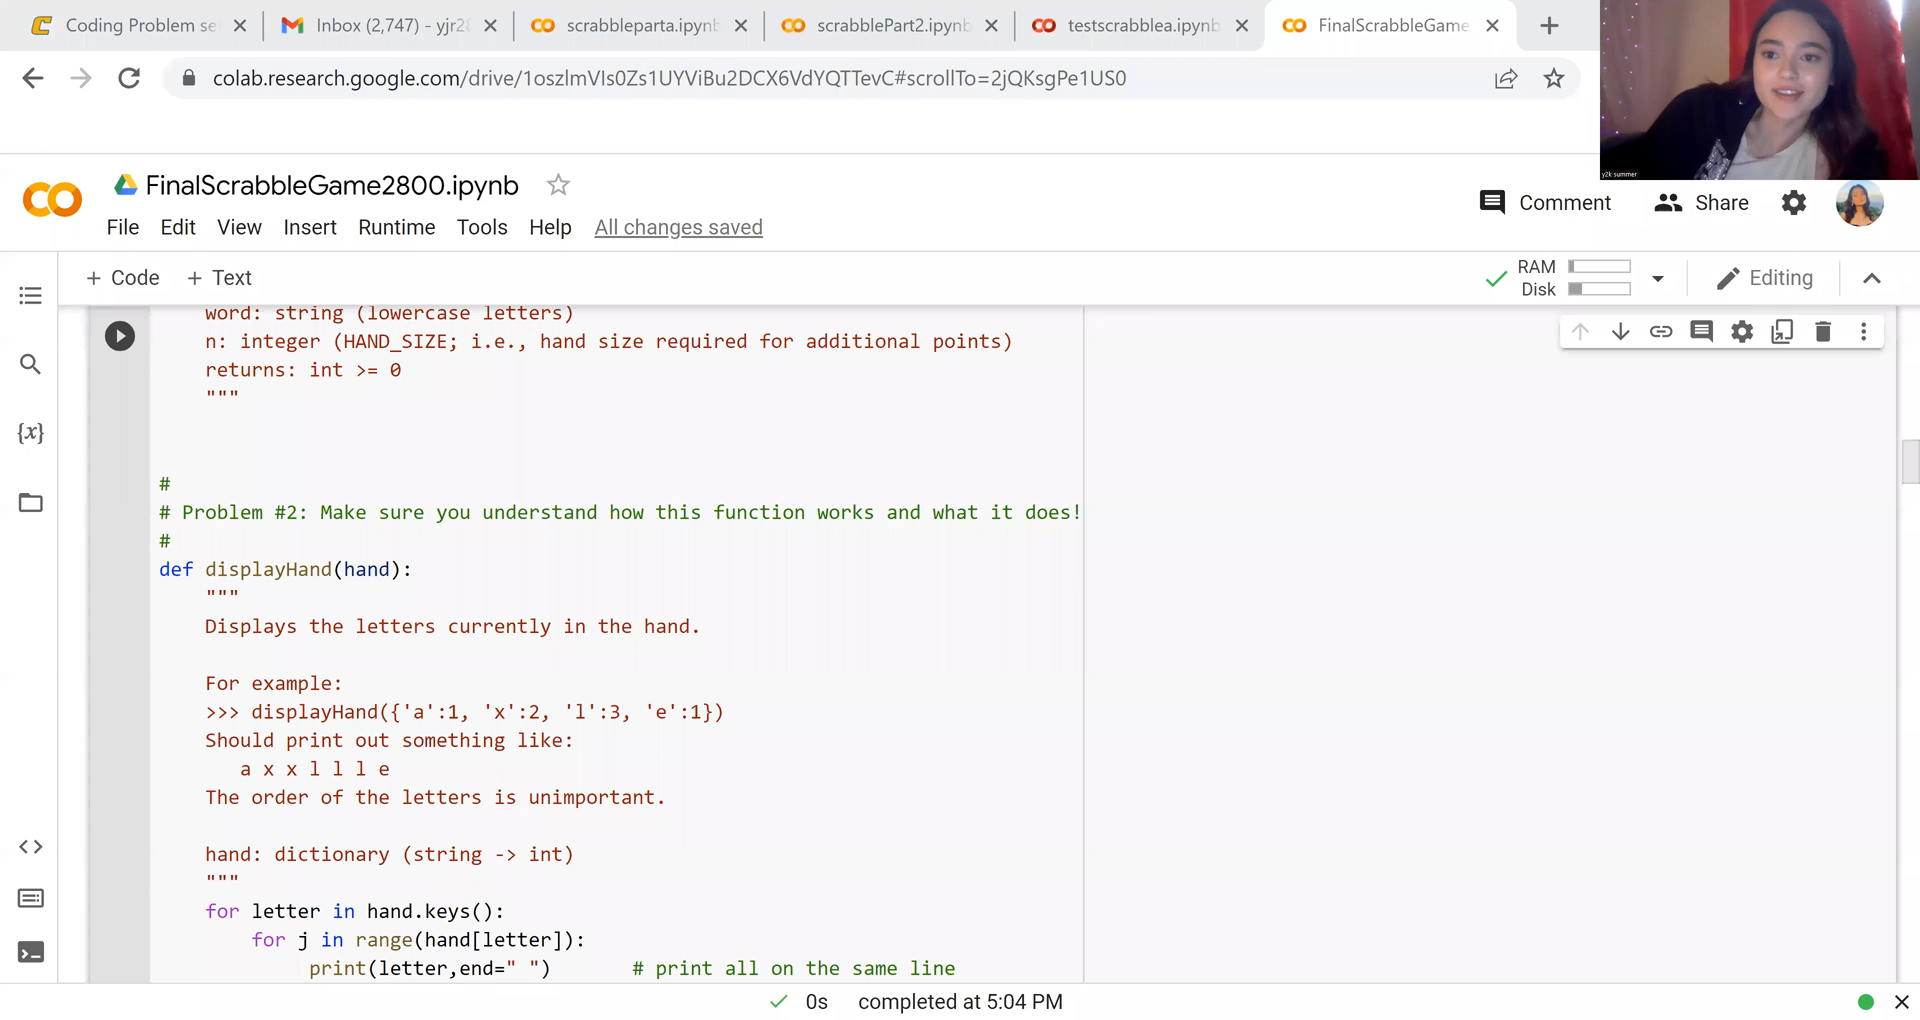 Coding Problem se
Inbox (2,747) - yjr28
scrabbleparta.ipynb
scrabblePart2.ipynb
testscrabblea.ipynb
FinalScrabbleGame
colab.research.google.com/drive/1oszlmVIs0Zs1UYViBu2DCX6VdYQTTevC#scrollTo=2jQKsgPe1US0
y2k summer
CO FinalScrabbleGame2800.ipynb
Comment Share
File Edit View Insert Runtime Tools Help All changes saved
+ Code + Text
RAM
Disk
Editing
word: string (lowercase letters)
n: integer (HAND_SIZE; i.e., hand size required for additional points)
returns: int >= 0
"""
#
# Problem #2: Make sure you understand how this function works and what it does!
#
def displayHand(hand):
"""
Displays the letters currently in the hand.
For example:
>>> displayHand({'a':1, 'x':2, 'l':3, 'e':1})
Should print out something like:
a x x l l l e
The order of the letters is unimportant.
hand: dictionary (string -> int)
"""
for letter in hand.keys():
for j in range(hand[letter]):
print(letter,end=" ") # print all on the same line
{x}
<>
0s completed at 5:04 PM